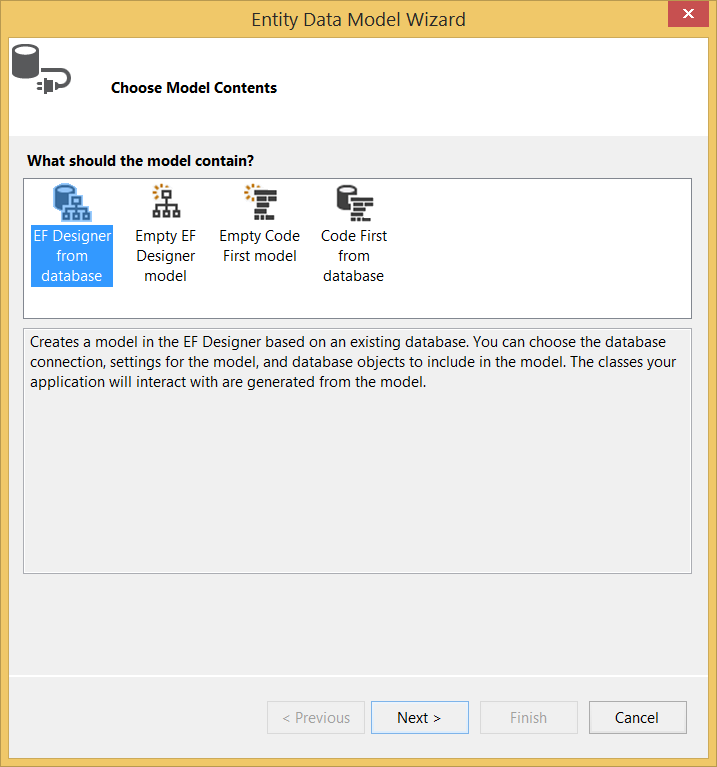 Entity Data Model Wizard
Choose Model Contents
What should the model contain?
EF Designer
from
database
Empty EF
Designer
model
Empty Code
First model
Code First
from
database
Creates a model in the EF Designer based on an existing database. You can choose the database
connection, settings for the model, and database objects to include in the model. The classes your
application will interact with are generated from the model.
< Previous
Next >
Finish
Cancel